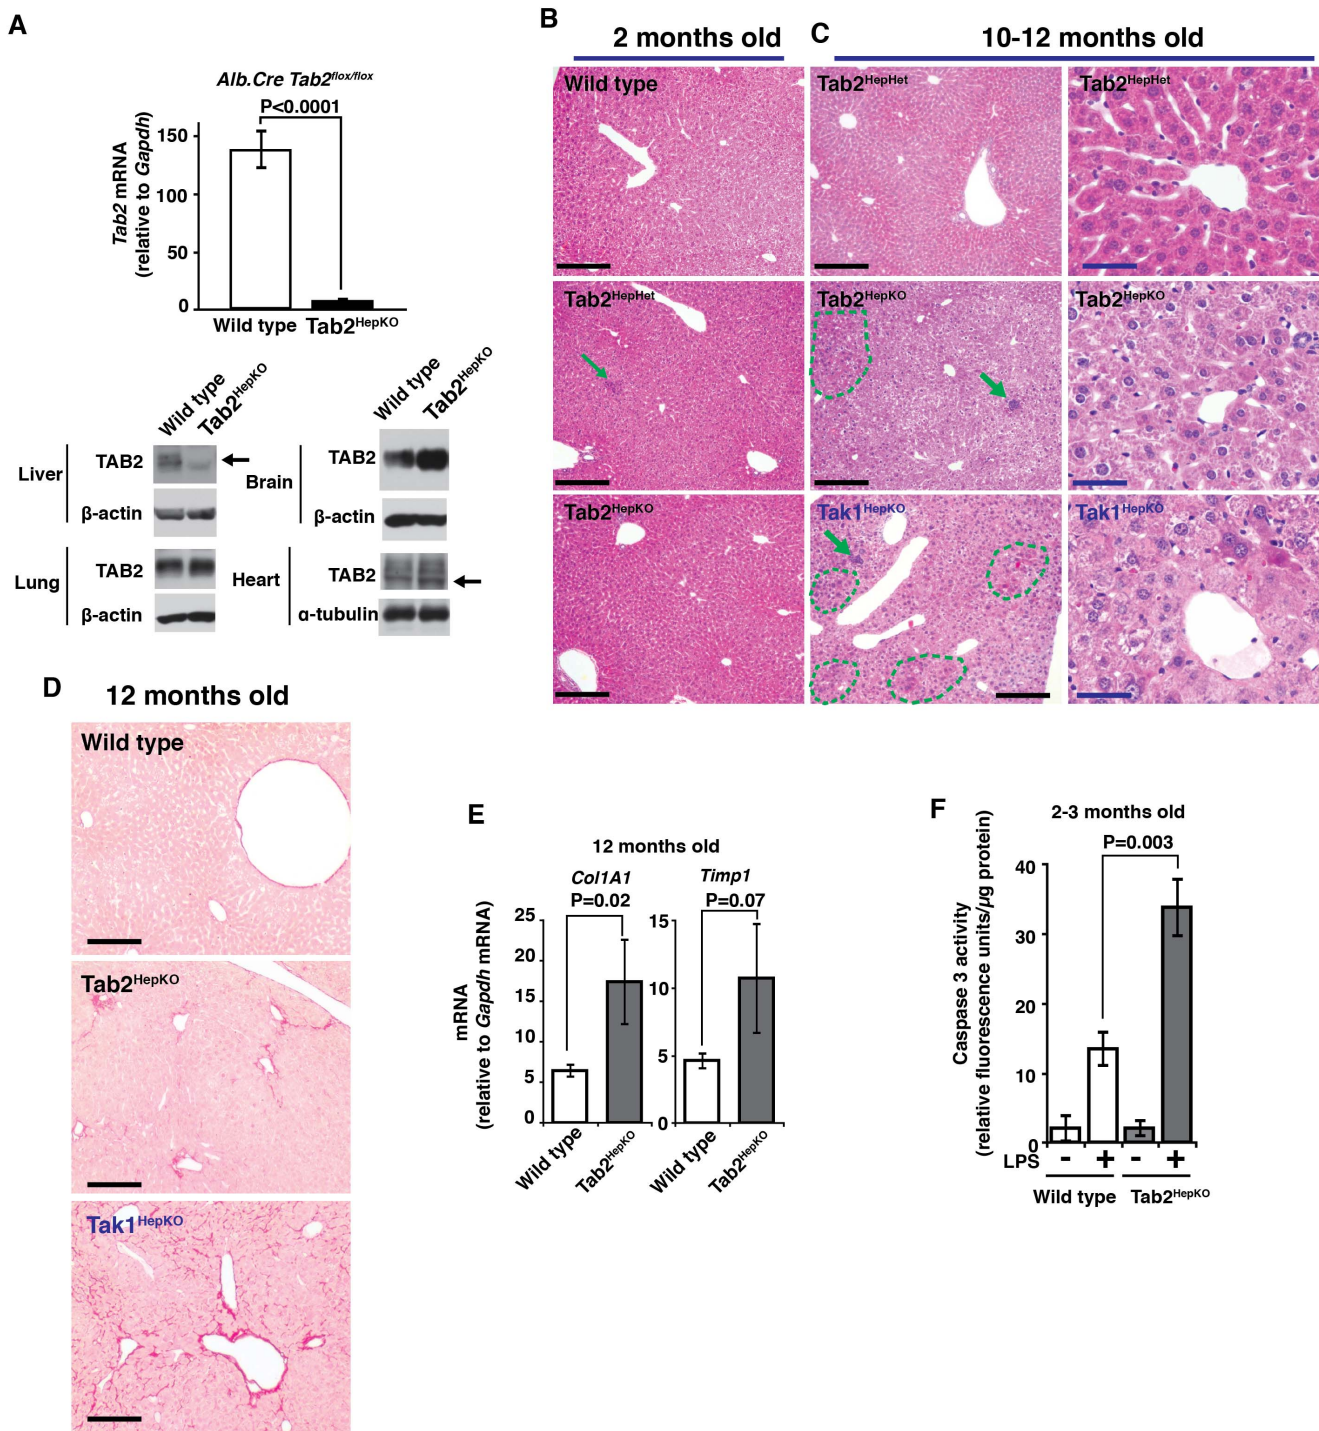 A
Alb.Cre Tab2flox/flox
P<0.0001
Tab2 mRNA
(relative to Gapdh)
150
100
50
0
Wild type Tab2HepKO
Wild type
Tab2HepKO
Liver
TAB2
β-actin
Lung
TAB2
β-actin
Wild type
Tab2HepKO
Brain
TAB2
β-actin
Heart
TAB2
α-tubulin
B
2 months old
Wild type
Tab2HepHet
Tab2HepKO
C
10-12 months old
Tab2HepHet
Tab2HepHet
Tab2HepKO
Tab2HepKO
Tak1HepKO
Tak1HepKO
D
12 months old
Wild type
Tab2HepKO
Tak1HepKO
E
12 months old
mRNA
(relative to Gapdh mRNA)
Col1A1
P=0.02
25
20
15
10
5
0
Wild type
Tab2HepKO
Timp1
P=0.07
15
10
5
0
Wild type
Tab2HepKO
F
2-3 months old
P=0.003
Caspase 3 activity
(relative fluorescence units/µg protein)
40
30
20
10
0
LPS - + - +
Wild type Tab2HepKO